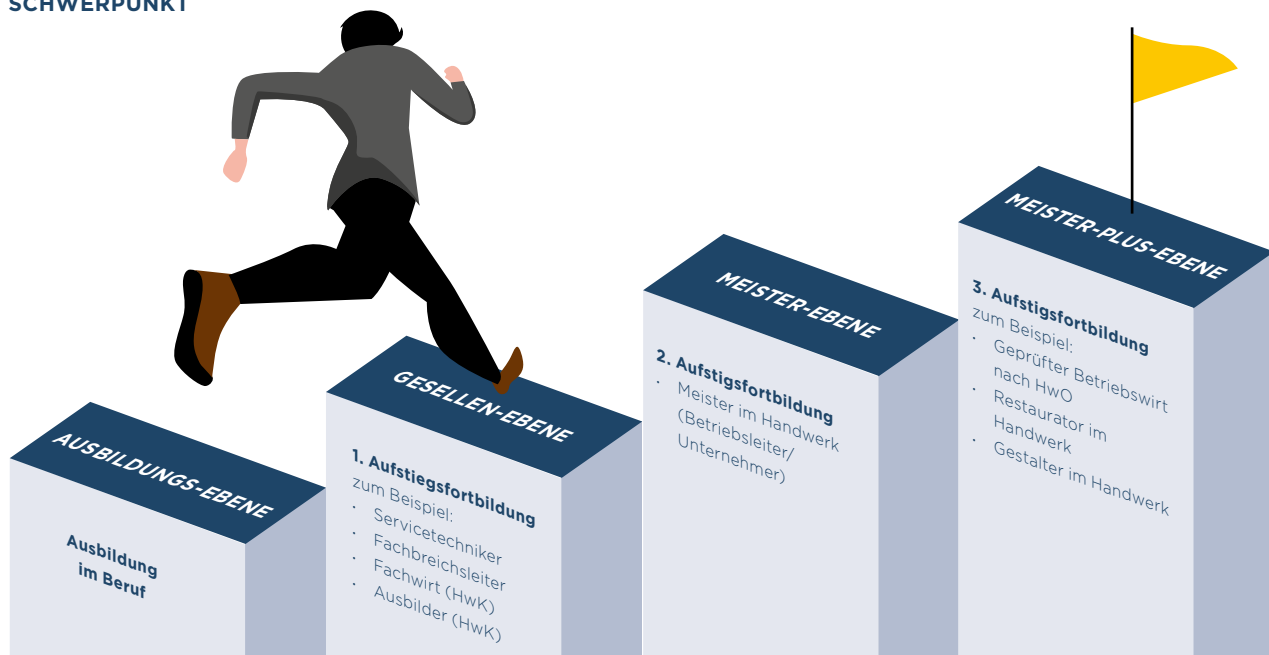 SCHWERPUNKT
AUSBILDUNGS-EBENE
Ausbildung
im Beruf
GESELLEN-EBENE
1. Aufstiegsfortbildung
zum Beispiel:
· Servicetechniker
· Fachbreichsleiter
· Fachwirt (HwK)
· Ausbilder (HwK)
MEISTER-EBENE
2. Aufstigsfortbildung
· Meister im Handwerk
(Betriebsleiter/
Unternehmer)
MEISTER-PLUS-EBENE
3. Aufstigsfortbildung
zum Beispiel:
· Geprüfter Betriebswirt
nach HwO
· Restaurator im
Handwerk
· Gestalter im Handwerk